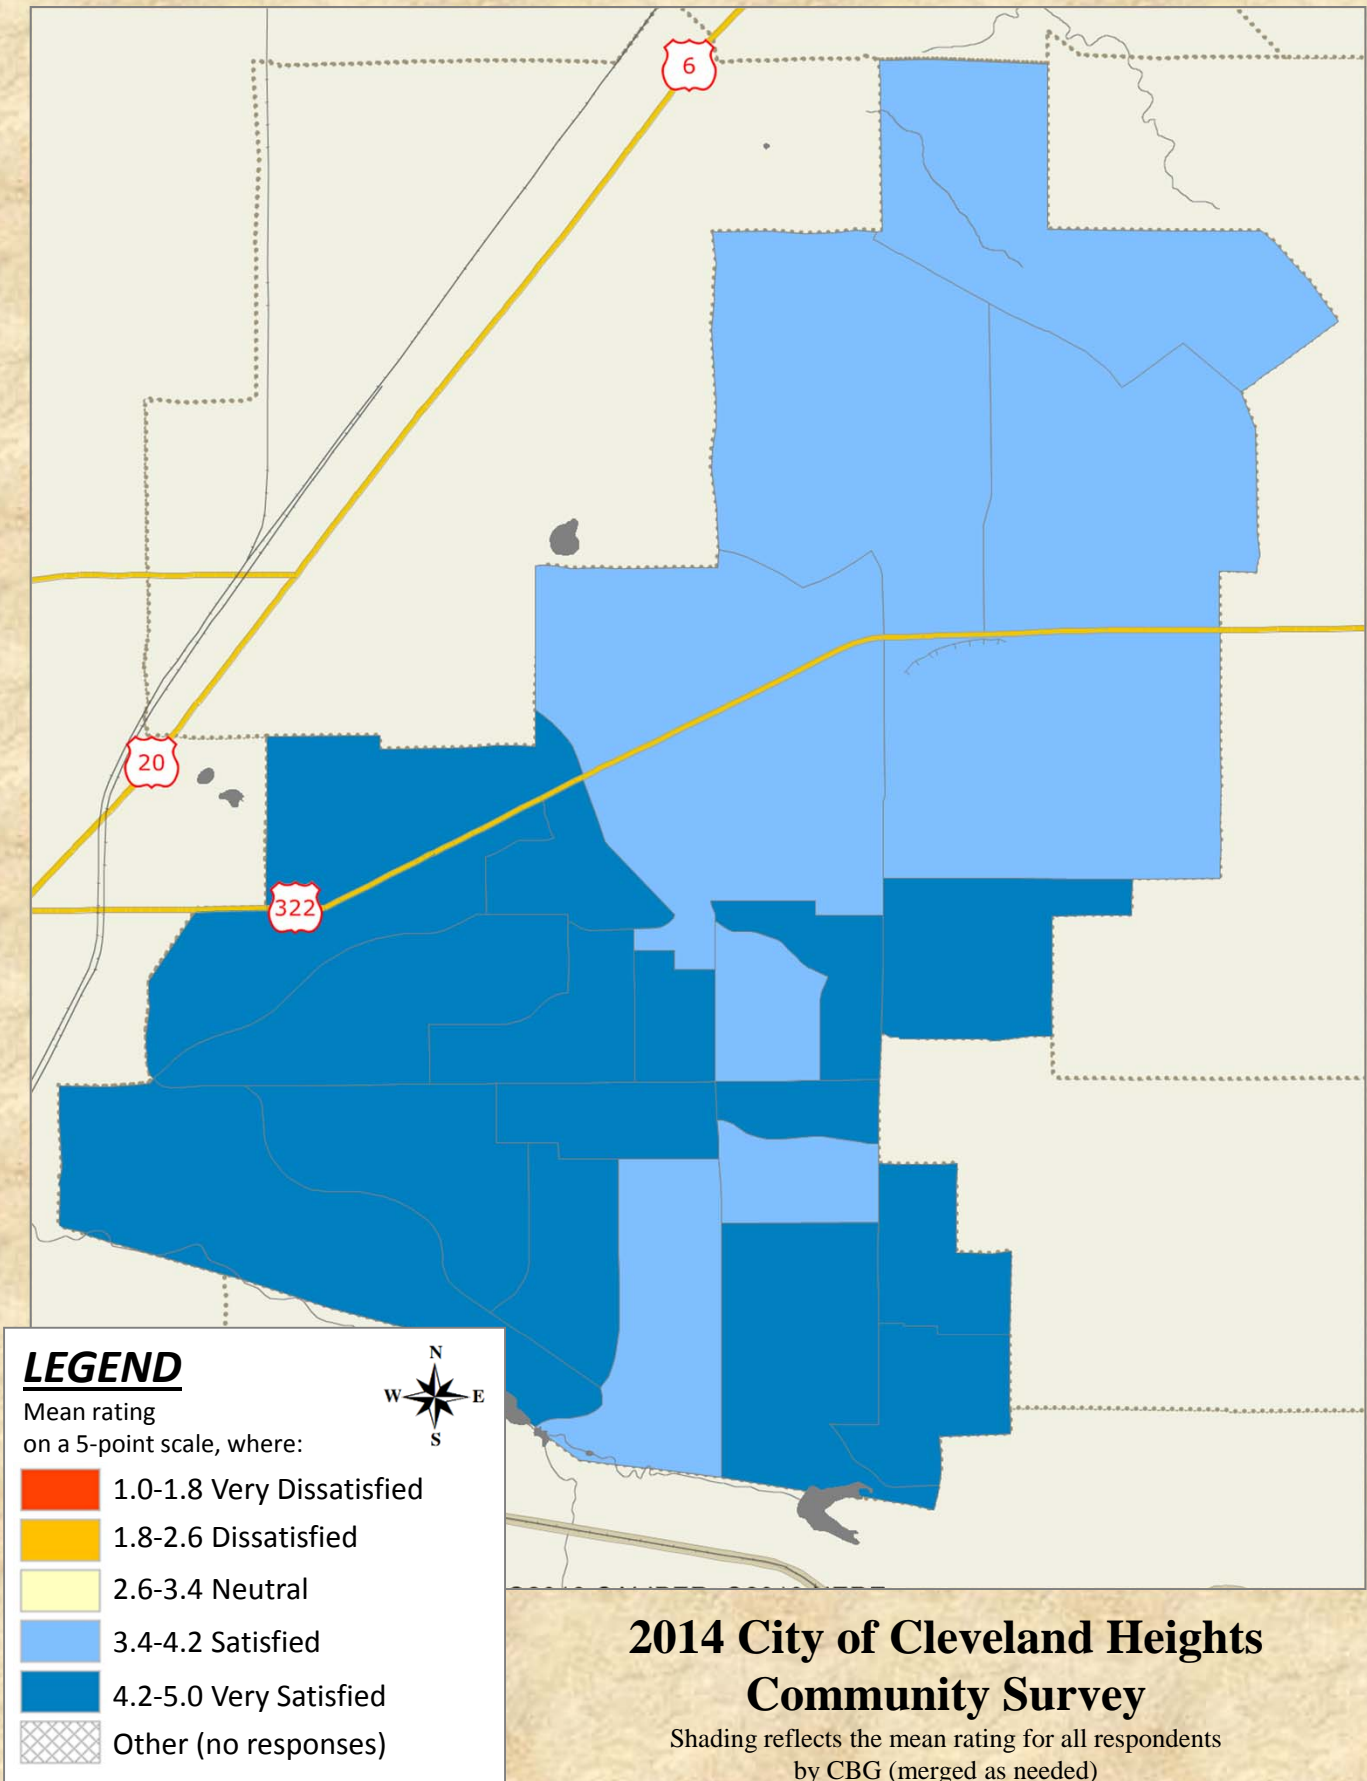 6
20
322
LEGEND
N
W E
S
Mean rating
on a 5-point scale, where:
1.0-1.8 Very Dissatisfied
1.8-2.6 Dissatisfied
2.6-3.4 Neutral
3.4-4.2 Satisfied
4.2-5.0 Very Satisfied
Other (no responses)
2014 City of Cleveland Heights
Community Survey
Shading reflects the mean rating for all respondents
by CBG (merged as needed)